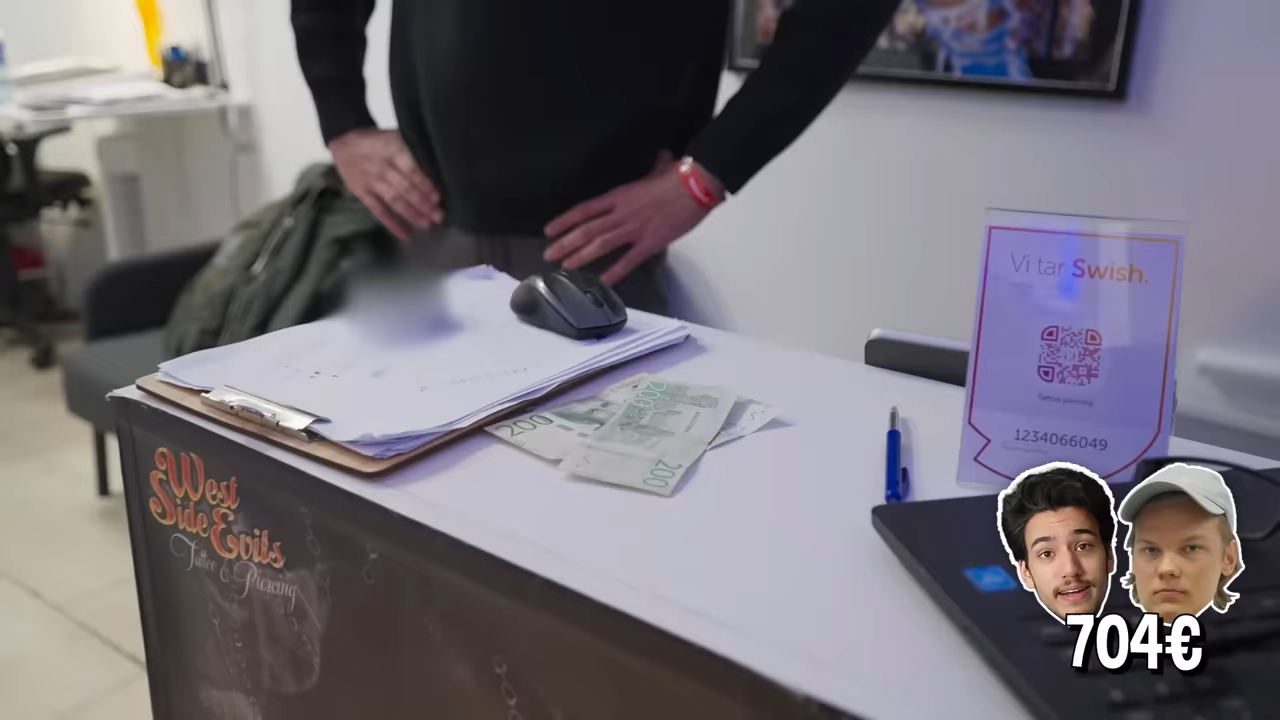 Vi tar Swish.
1234066049
200
200
200
West
Side Evils
Tattoo & Piercing
704€